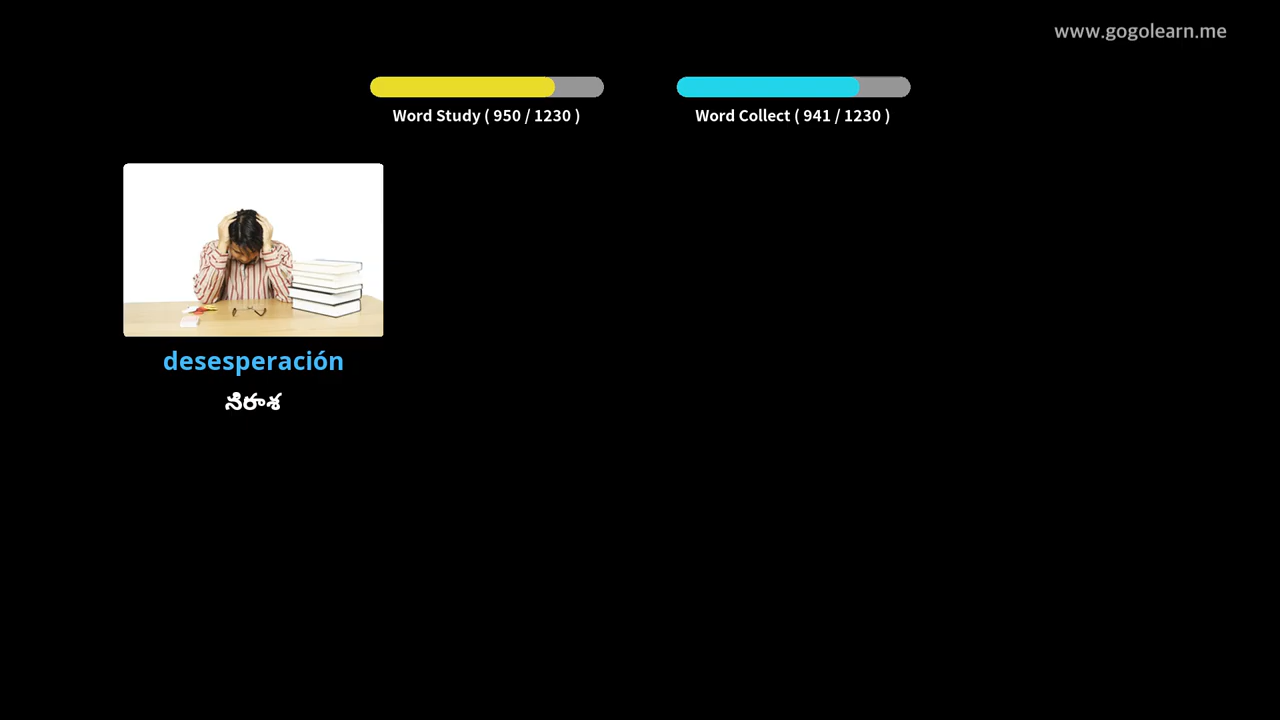 www.gogolearn.me
Word Study ( 950 / 1230 )
Word Collect ( 941 / 1230 )
desesperación
నిరాశ